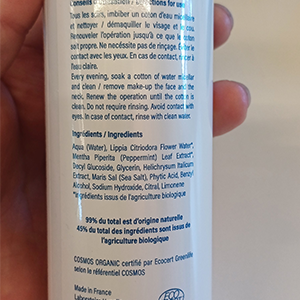 Conseils d'utilisation / Directions for use
Tous les soirs, imbiber un coton d'eau micellaire
et nettoyer / démaquiller le visage et le cou.
Renouveler l'opération jusqu'à ce que le coton
soit propre. Ne nécessite pas de rinçage. Éviter le
contact avec les yeux. En cas de contact, rincer à
l'eau claire.
Every evening, soak a cotton of water micellar
and clean / remove make-up the face and the
neck. Renew the operation until the cotton is
clean. Do not require rinsing. Avoid contact with
eyes. In case of contact, rinse with clean water.
Ingrédients / Ingredients
Aqua (Water), Lippia Citriodora Flower Water*,
Mentha Piperita (Peppermint) Leaf Extract*,
Decyl Glucoside, Glycerin, Helichrysum Italicum
Extract*, Maris Sal (Sea Salt), Phytic Acid, Benzyl
Alcohol, Sodium Hydroxide, Citral, Limonene
99% du total est d'origine naturelle
45% du total des ingrédients sont issus de
l'agriculture biologique
COSMOS ORGANIC certifié par Ecocert Greenlife
selon le référentiel COSMOS
Made in France
ECO